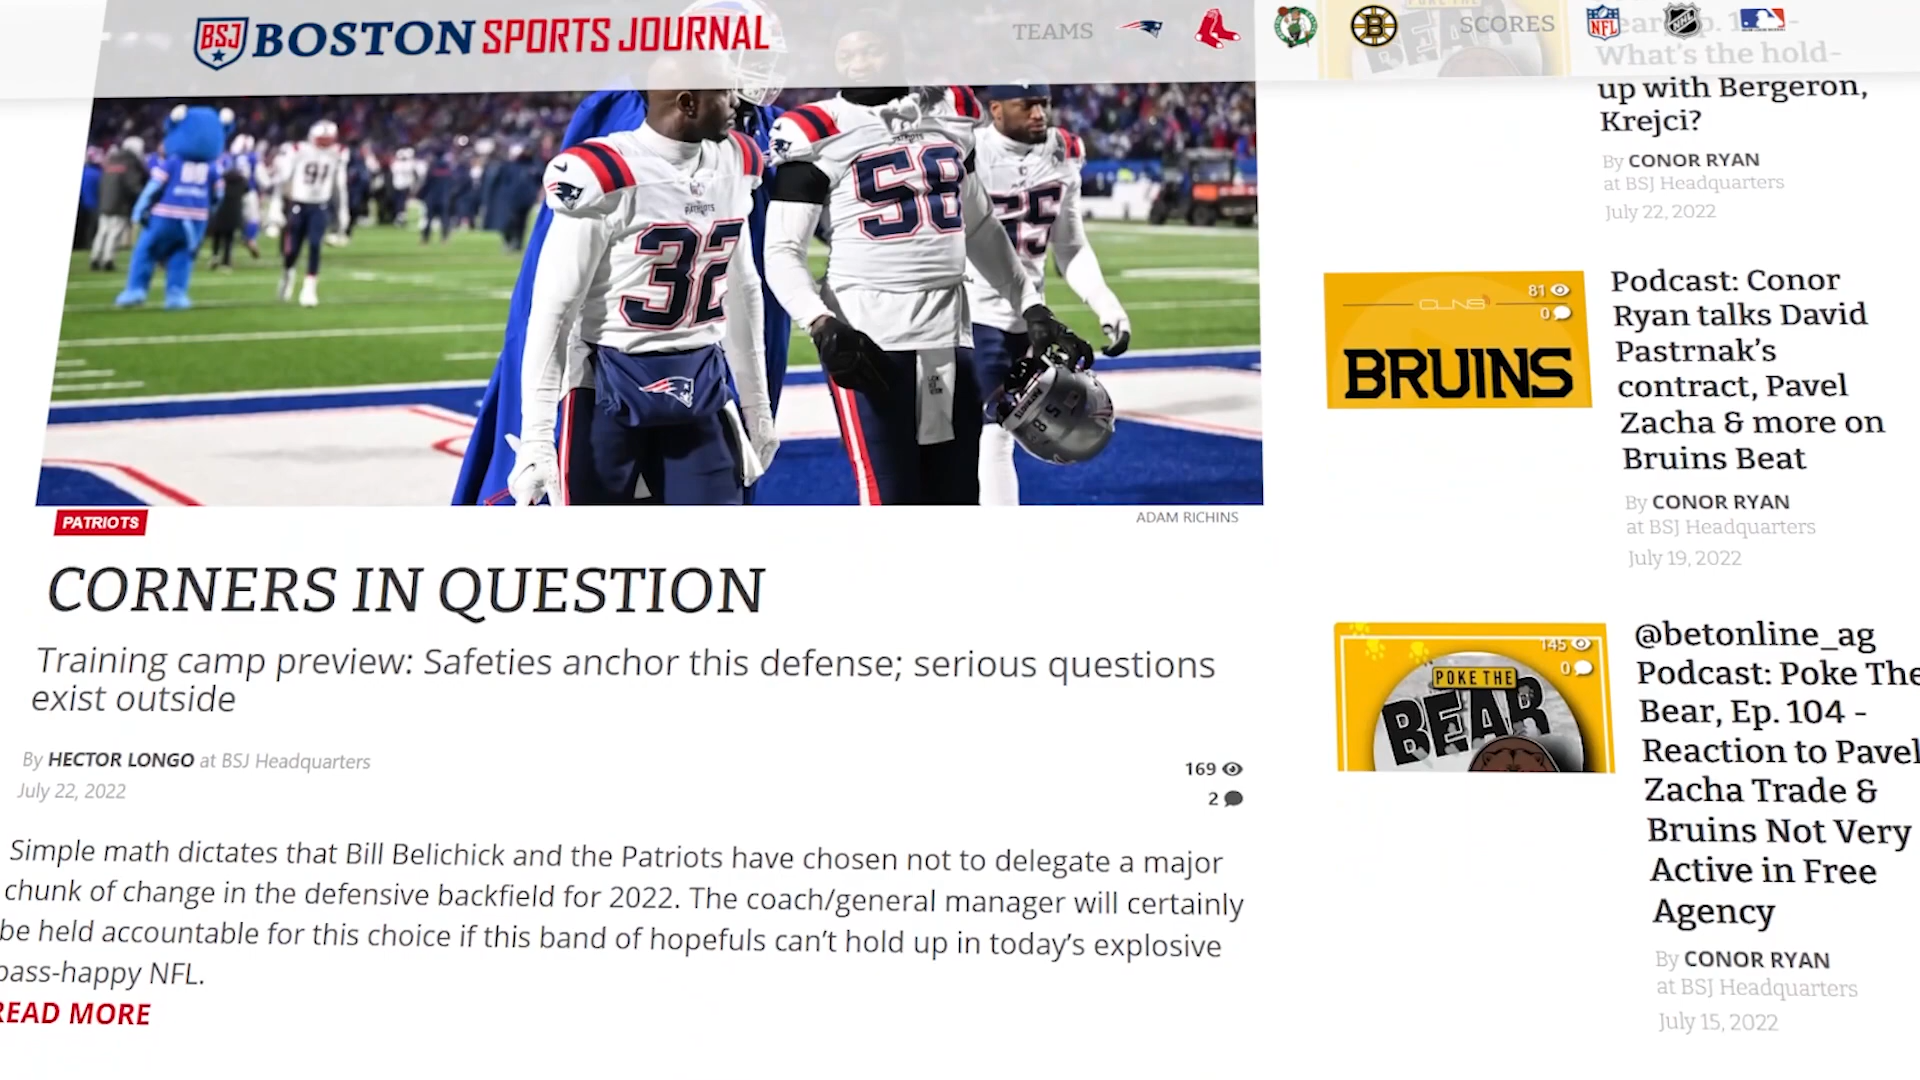 BSJ BOSTON SPORTS JOURNAL
TEAMS
SCORES
NFL
NHL
91
PATRIOTS
32
58
55
PATRIOTS
ADAM RICHINS
CORNERS IN QUESTION
Training camp preview: Safeties anchor this defense; serious questions
exist outside
By HECTOR LONGO at BSJ Headquarters
July 22, 2022
169
2
Simple math dictates that Bill Belichick and the Patriots have chosen not to delegate a major
chunk of change in the defensive backfield for 2022. The coach/general manager will certainly
be held accountable for this choice if this band of hopefuls can't hold up in today's explosive
pass-happy NFL.
READ MORE
What's the hold-
up with Bergeron,
Krejci?
By CONOR RYAN
at BSJ Headquarters
July 22, 2022
81
0
CLNS
BRUINS
Podcast: Conor
Ryan talks David
Pastrnak's
contract, Pavel
Zacha & more on
Bruins Beat
By CONOR RYAN
at BSJ Headquarters
July 19, 2022
145
0
POKE THE
BEAR
@betonline_ag
Podcast: Poke The
Bear, Ep. 104 -
Reaction to Pavel
Zacha Trade &
Bruins Not Very
Active in Free
Agency
By CONOR RYAN
at BSJ Headquarters
July 15, 2022